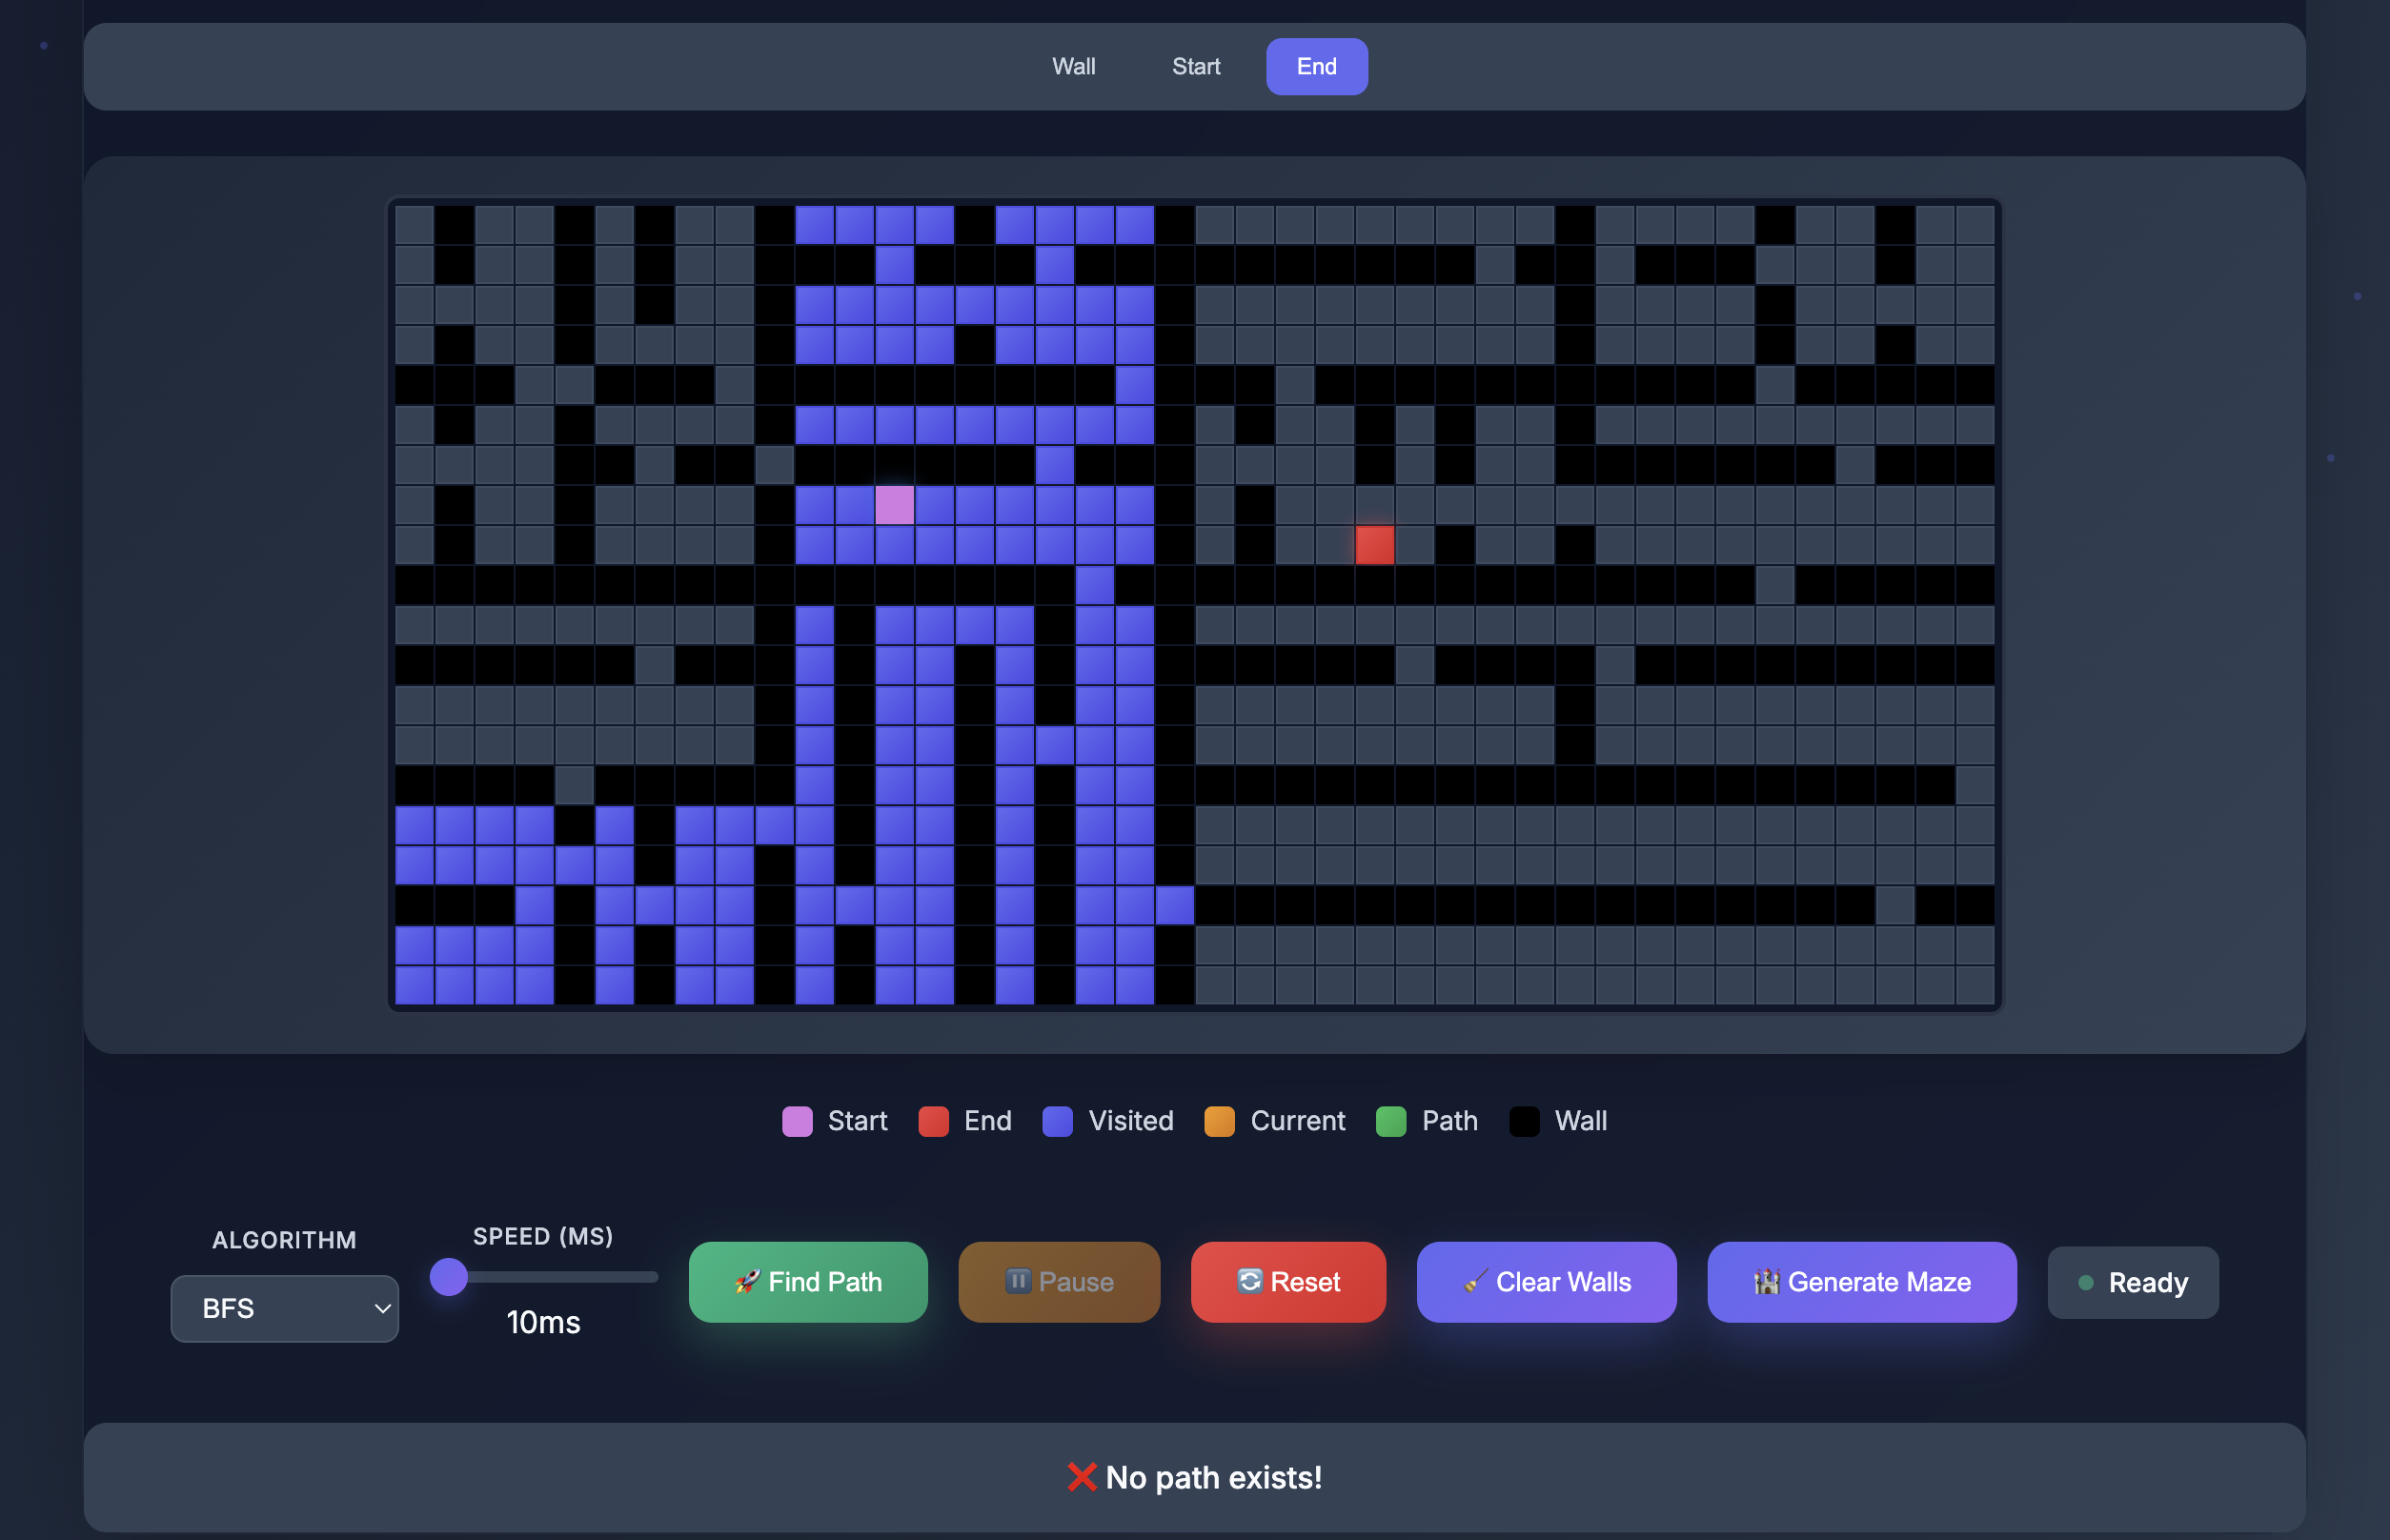 Wall Start End
Start End Visited Current Path Wall
ALGORITHM
BFS
SPEED (MS)
10ms
🚀 Find Path
⏸ Pause
🔄 Reset
🧹 Clear Walls
🏰 Generate Maze
Ready
❌ No path exists!